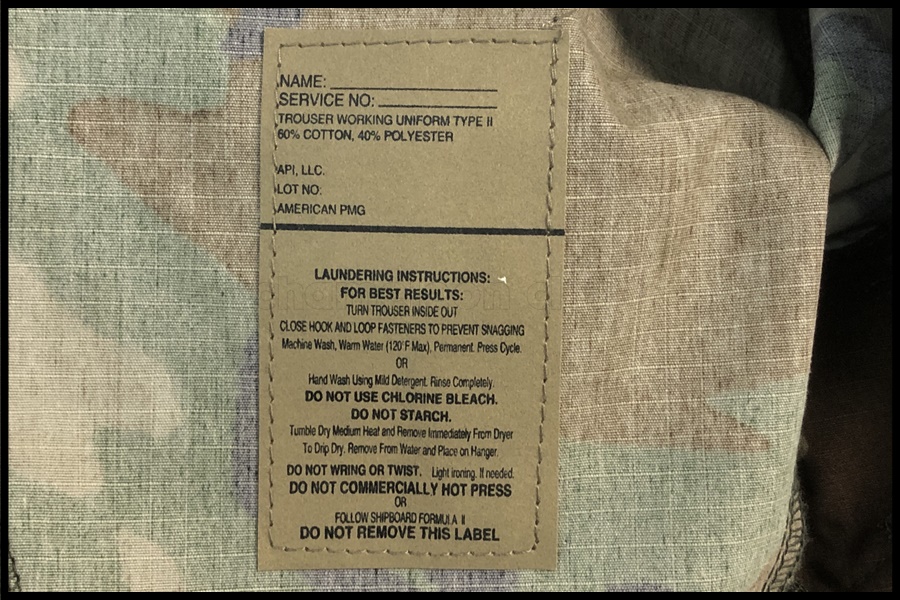 NAME:
SERVICE NO:
TROUSER WORKING UNIFORM TYPE II
60% COTTON, 40% POLYESTER
API, LLC.
LOT NO:
AMERICAN PMG
LAUNDERING INSTRUCTIONS:
FOR BEST RESULTS:
TURN TROUSER INSIDE OUT
CLOSE HOOK AND LOOP FASTENERS TO PREVENT SNAGGING
Machine Wash, Warm Water (120°F Max), Permanent. Press Cycle.
OR
Hand Wash Using Mild Detergent. Rinse Completely.
DO NOT USE CHLORINE BLEACH.
DO NOT STARCH.
Tumble Dry Medium Heat and Remove Immediately From Dryer
To Drip Dry. Remove From Water and Place on Hanger.
DO NOT WRING OR TWIST. Light ironing. If needed.
DO NOT COMMERCIALLY HOT PRESS
OR
FOLLOW SHIPBOARD FORMULA II
DO NOT REMOVE THIS LABEL